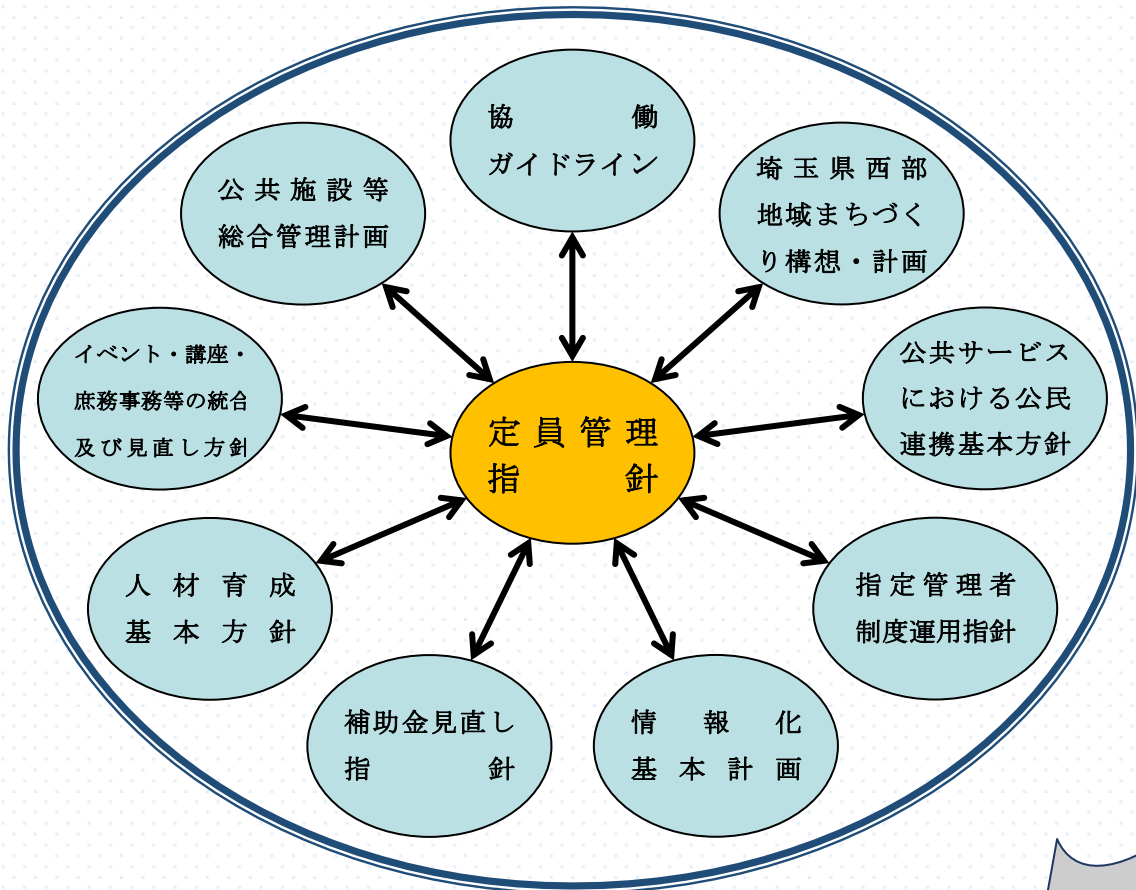 協働
ガイドライン
公共施設等
総合管理計画
埼玉県西部
地域まちづく
り構想・計画
イベント・講座・
庶務事務等の統合
及び見直し方針
公共サービス
における公民
連携基本方針
定員管理
指針
人材育成
基本方針
指定管理者
制度運用指針
補助金見直し
指針
情報化
基本計画